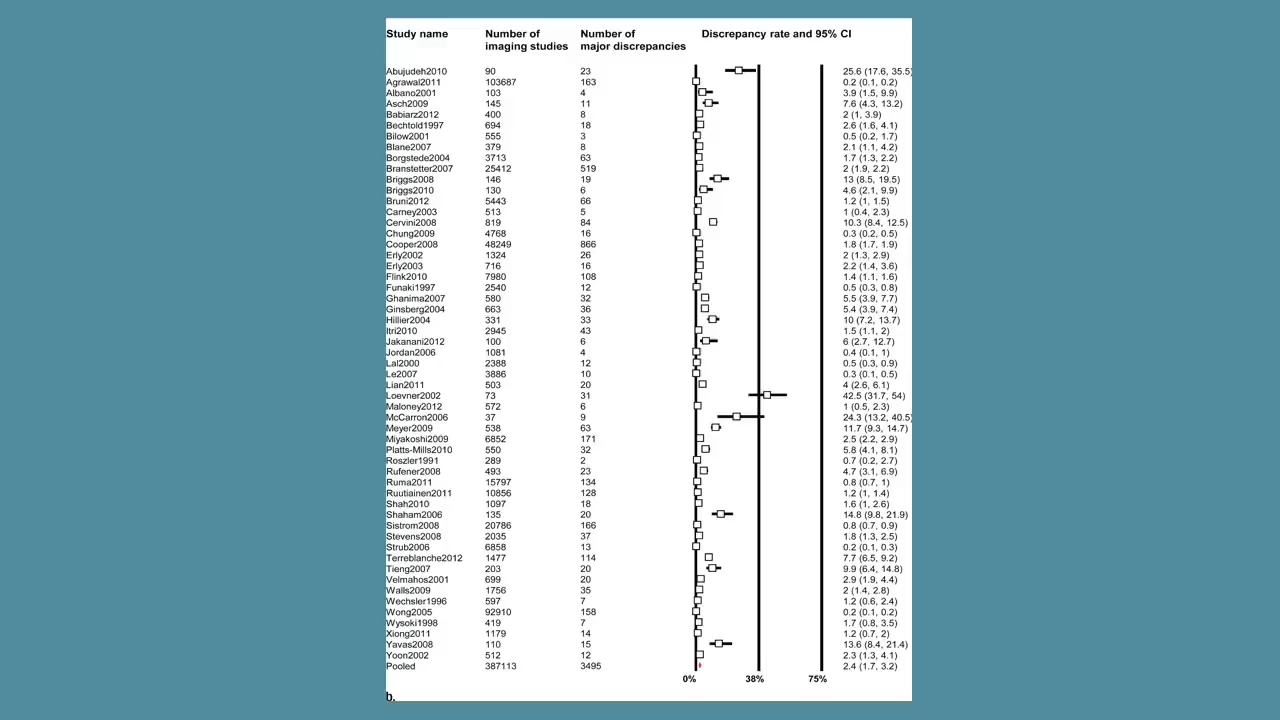 Study name Number of imaging studies Number of major discrepancies Discrepancy rate and 95% CI
Abujudeh2010 90 23 25.6 (17.6, 35.5)
Agrawal2011 103687 163 0.2 (0.1, 0.2)
Albano2001 103 4 3.9 (1.5, 9.9)
Asch2009 145 11 7.6 (4.3, 13.2)
Babiarz2012 400 8 2 (1, 3.9)
Bechtold1997 694 18 2.6 (1.6, 4.1)
Bilow2001 555 3 0.5 (0.2, 1.7)
Blane2007 379 8 2.1 (1.1, 4.2)
Borgstede2004 3713 63 1.7 (1.3, 2.2)
Branstetter2007 25412 519 2 (1.9, 2.2)
Briggs2008 146 19 13 (8.5, 19.5)
Briggs2010 130 6 4.6 (2.1, 9.9)
Bruni2012 5443 66 1.2 (1, 1.5)
Carney2003 513 5 1 (0.4, 2.3)
Cervini2008 819 84 10.3 (8.4, 12.5)
Chung2009 4768 16 0.3 (0.2, 0.5)
Cooper2008 48249 866 1.8 (1.7, 1.9)
Erly2002 1324 26 2 (1.3, 2.9)
Erly2003 716 16 2.2 (1.4, 3.6)
Flink2010 7980 108 1.4 (1.1, 1.6)
Funaki1997 2540 12 0.5 (0.3, 0.8)
Ghanima2007 580 32 5.5 (3.9, 7.7)
Ginsberg2004 663 36 5.4 (3.9, 7.4)
Hillier2004 331 33 10 (7.2, 13.7)
Itri2010 2945 43 1.5 (1.1, 2)
Jakanani2012 100 6 6 (2.7, 12.7)
Jordan2006 1081 4 0.4 (0.1, 1)
Lal2000 2388 12 0.5 (0.3, 0.9)
Le2007 3886 10 0.3 (0.1, 0.5)
Lian2011 503 20 4 (2.6, 6.1)
Loevner2002 73 31 42.5 (31.7, 54)
Maloney2012 572 6 1 (0.5, 2.3)
McCarron2006 37 9 24.3 (13.2, 40.5)
Meyer2009 538 63 11.7 (9.3, 14.7)
Miyakoshi2009 6852 171 2.5 (2.2, 2.9)
Platts-Mills2010 550 32 5.8 (4.1, 8.1)
Roszler1991 289 2 0.7 (0.2, 2.7)
Rufener2008 493 23 4.7 (3.1, 6.9)
Ruma2011 15797 134 0.8 (0.7, 1)
Ruutiainen2011 10856 128 1.2 (1, 1.4)
Shah2010 1097 18 1.6 (1, 2.6)
Shaham2006 135 20 14.8 (9.8, 21.9)
Sistrom2008 20786 166 0.8 (0.7, 0.9)
Stevens2008 2035 37 1.8 (1.3, 2.5)
Strub2006 6858 13 0.2 (0.1, 0.3)
Terreblanche2012 1477 114 7.7 (6.5, 9.2)
Tieng2007 203 20 9.9 (6.4, 14.8)
Velmahos2001 699 20 2.9 (1.9, 4.4)
Walls2009 1756 35 2 (1.4, 2.8)
Wechsler1996 597 7 1.2 (0.6, 2.4)
Wong2005 92910 158 0.2 (0.1, 0.2)
Wysoki1998 419 7 1.7 (0.8, 3.5)
Xiong2011 1179 14 1.2 (0.7, 2)
Yavas2008 110 15 13.6 (8.4, 21.4)
Yoon2002 512 12 2.3 (1.3, 4.1)
Pooled 387113 3495 2.4 (1.7, 3.2)
0% 38% 75%
b.